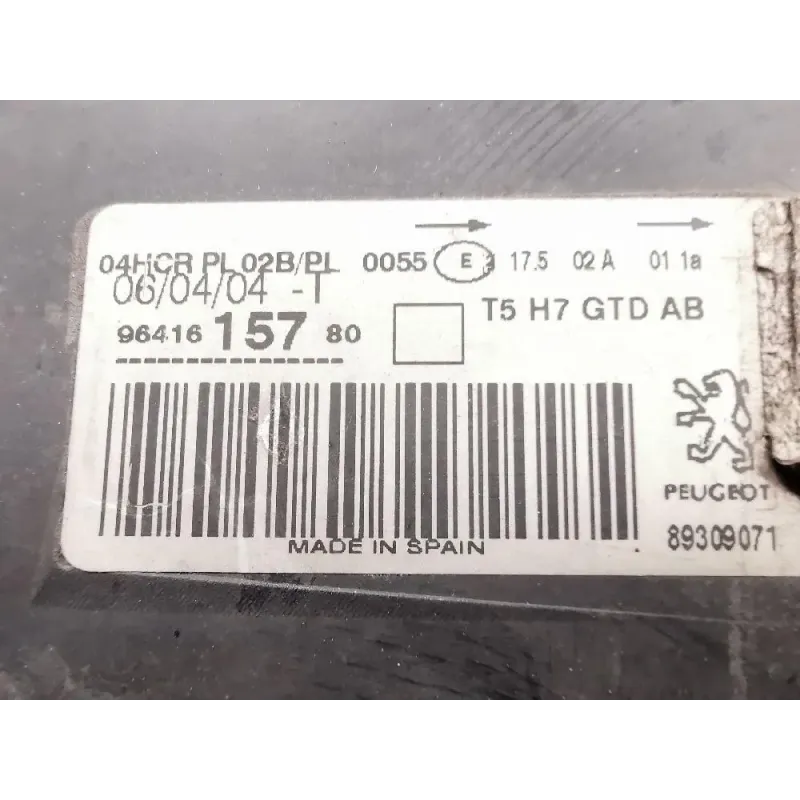 04HCR PL 02B/PL 0055 E9 17.5 02 A 01 1a
06/04/04 -T
96416 157 80
T5 H7 GTD AB
PEUGEOT
MADE IN SPAIN
89309071